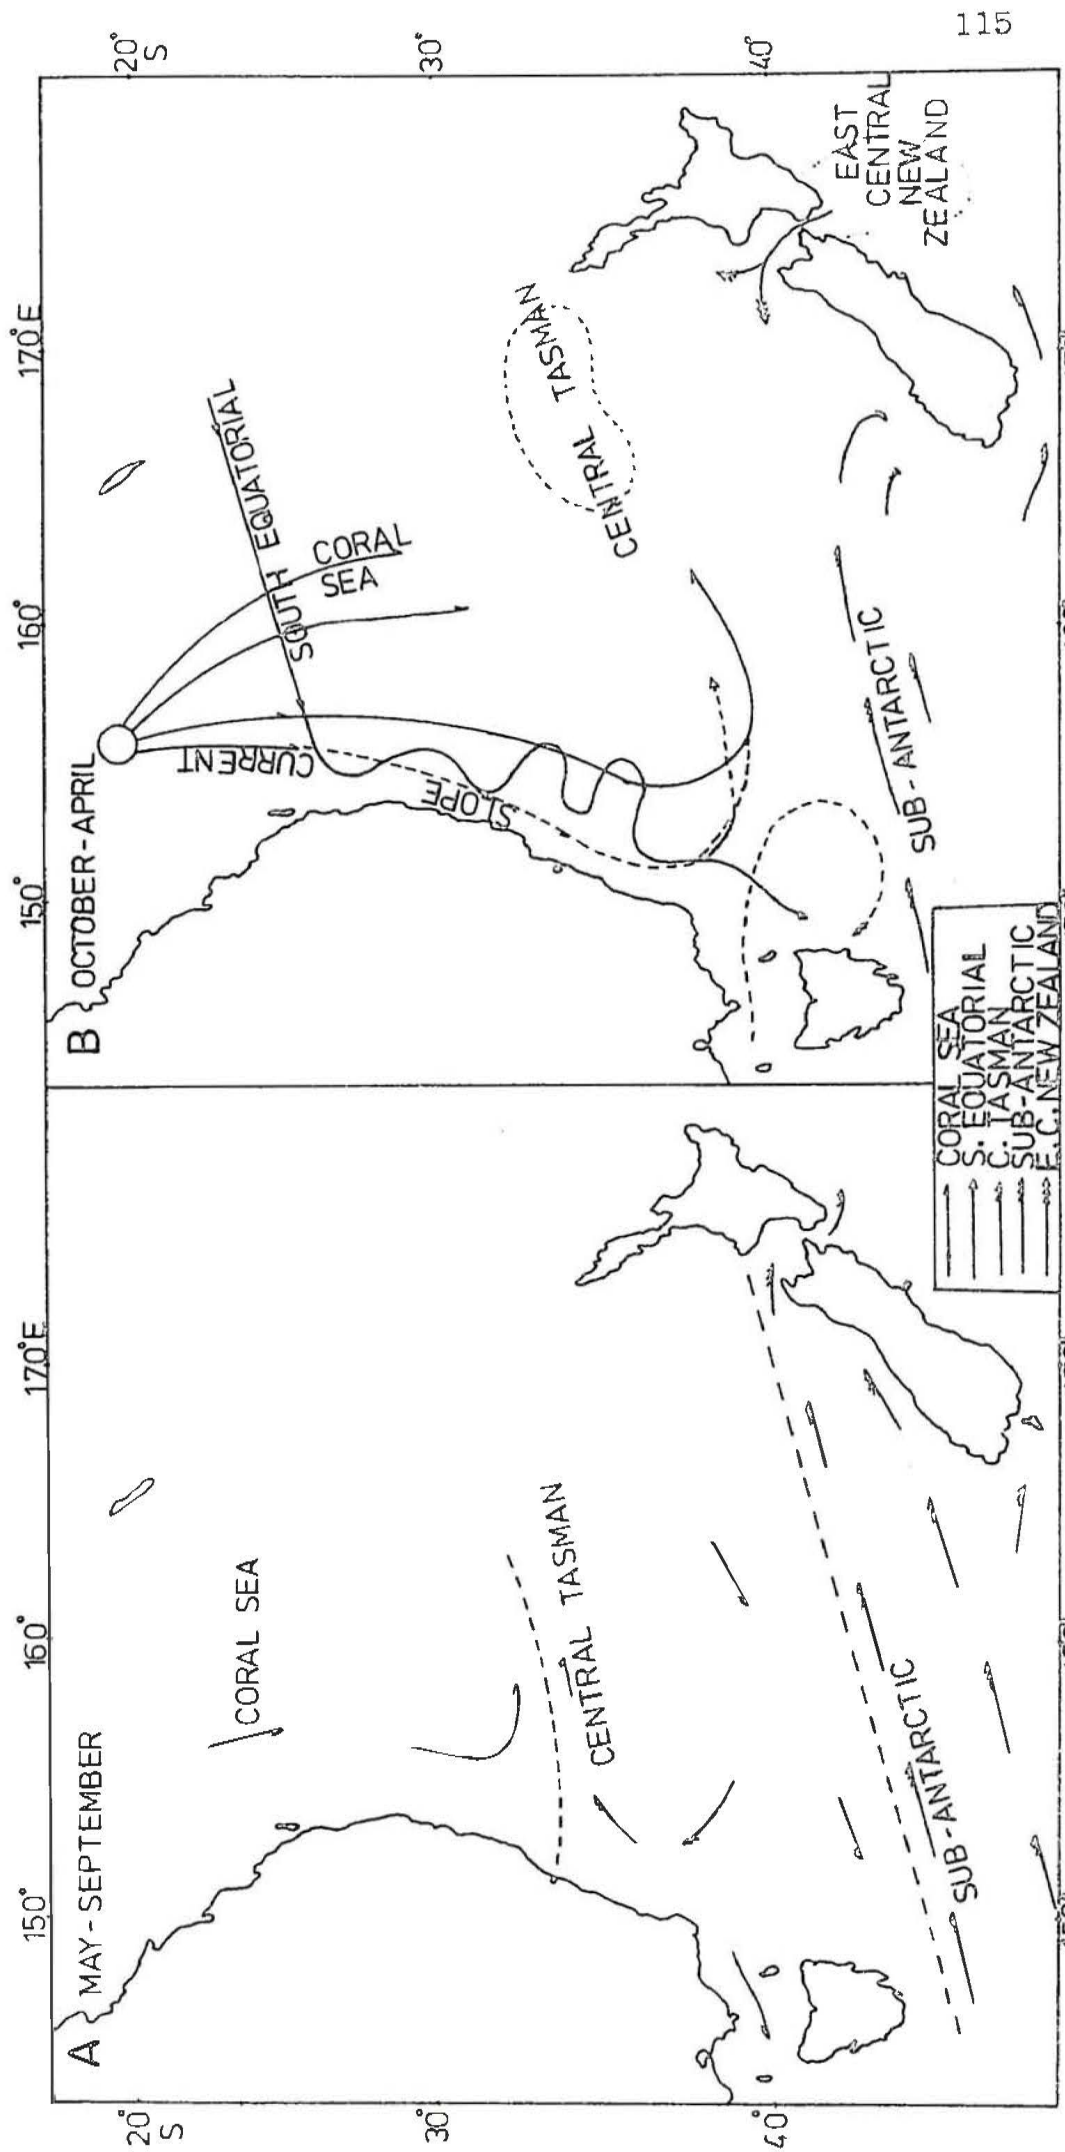 115
A MAY-SEPTEMBER
150°
160°
170°E
20°
S
30°
40°
CORAL SEA
CENTRAL TASMAN
SUB-ANTARCTIC
B OCTOBER-APRIL
150°
160°
170°E
20°
S
30°
40°
SOUTH EQUATORIAL
CORAL
SEA
CURRENT
SLOPE
CENTRAL TASMAN
SUB-ANTARCTIC
EAST
CENTRAL
NEW
ZEALAND
CORAL SEA
S. EQUATORIAL
C. TASMAN
SUB-ANTARCTIC
E.C. NEW ZEALAND